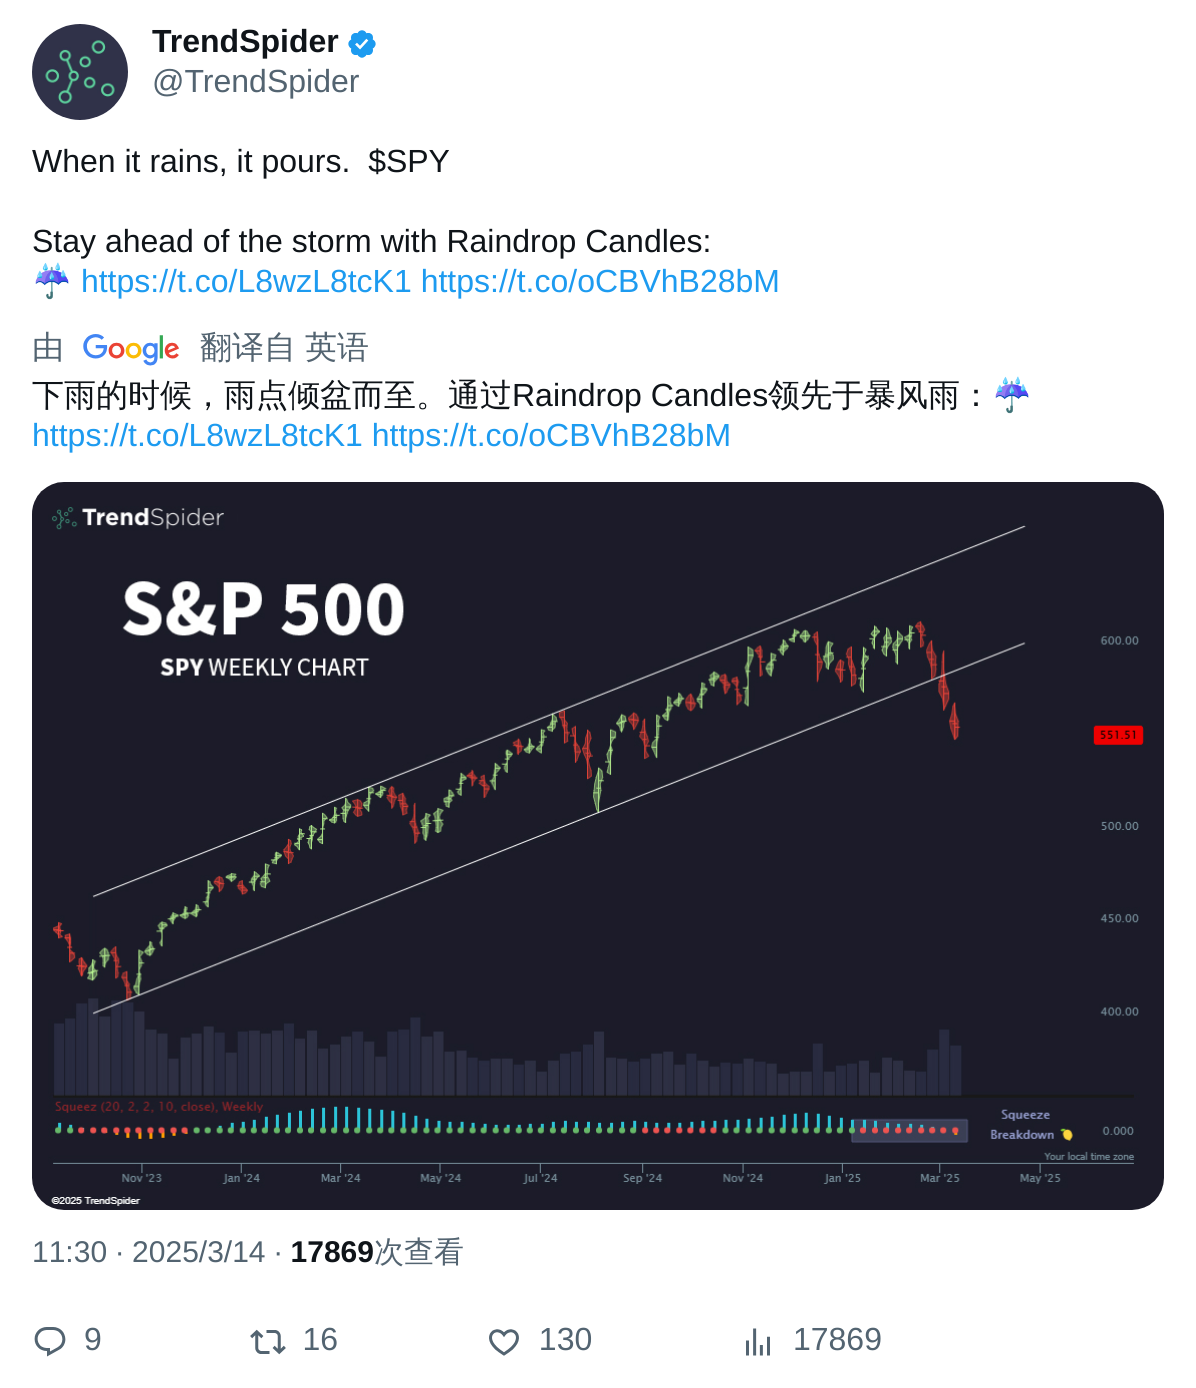 TrendSpider
@TrendSpider
When it rains, it pours.  $SPY
Stay ahead of the storm with Raindrop Candles:
☔ https://t.co/L8wzL8tcK1 https://t.co/oCBVhB28bM
由 Google 翻译自 英语
下雨的时候，雨点倾盆而至。通过Raindrop Candles领先于暴风雨：☔
https://t.co/L8wzL8tcK1 https://t.co/oCBVhB28bM
TrendSpider
S&P 500
SPY WEEKLY CHART
600.00
551.51
500.00
450.00
400.00
Squeez (20, 2, 2, 10, close), Weekly
Squeeze
Breakdown 🍋
0.000
Your local time zone
Nov '23 Jan '24 Mar '24 May '24 Jul '24 Sep '24 Nov '24 Jan '25 Mar '25 May '25
©2025 TrendSpider
11:30 · 2025/3/14 · 17869次查看
9 16 130 17869